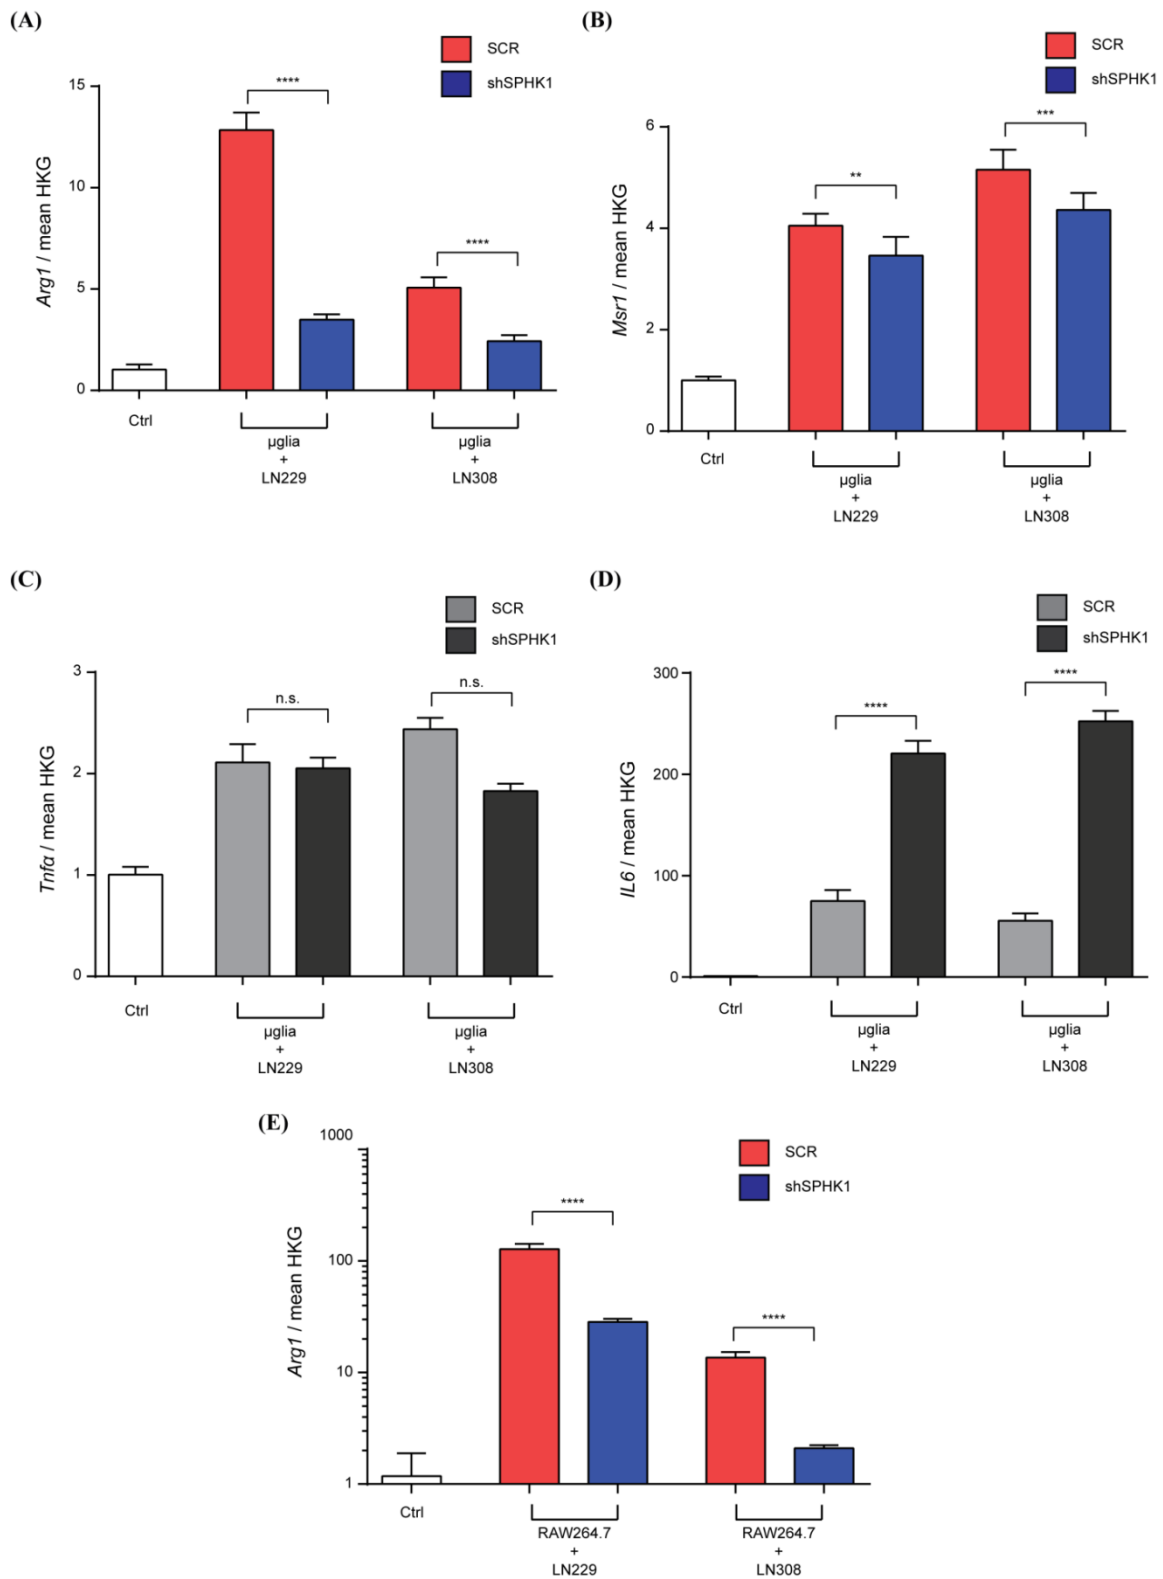 (A)
SCR
shSPHK1
Arg1 / mean HKG
15
10
5
0
****
****
Ctrl
µglia
+
LN229
µglia
+
LN308
(B)
SCR
shSPHK1
Msr1 / mean HKG
6
4
2
0
**
***
Ctrl
µglia
+
LN229
µglia
+
LN308
(C)
SCR
shSPHK1
Tnfα / mean HKG
3
2
1
0
n.s.
n.s.
Ctrl
µglia
+
LN229
µglia
+
LN308
(D)
SCR
shSPHK1
IL6 / mean HKG
300
200
100
0
****
****
Ctrl
µglia
+
LN229
µglia
+
LN308
(E)
SCR
shSPHK1
Arg1 / mean HKG
1000
100
10
1
****
****
Ctrl
RAW264.7
+
LN229
RAW264.7
+
LN308